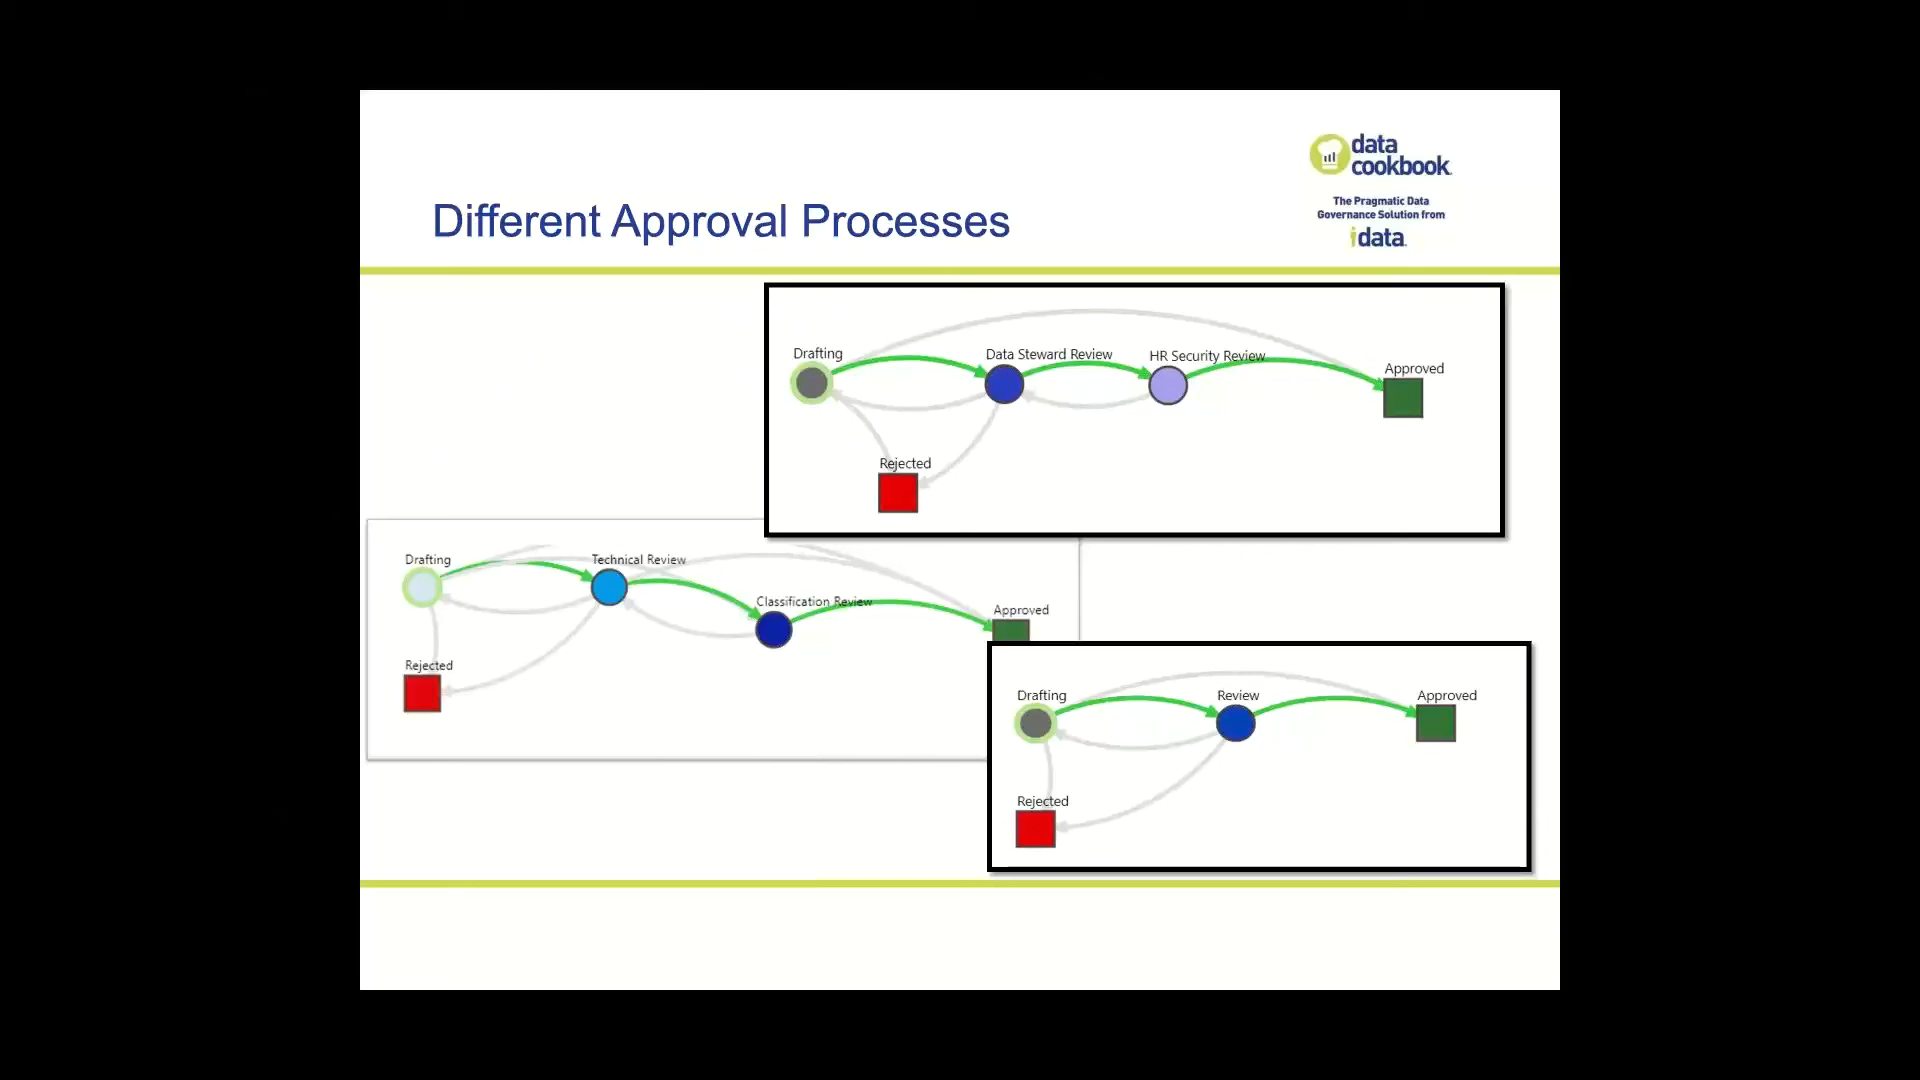 data
cookbook
The Pragmatic Data
Governance Solution from
idata
Different Approval Processes
Drafting
Data Steward Review
HR Security Review
Approved
Rejected
Drafting
Technical Review
Classification Review
Approved
Rejected
Drafting
Review
Approved
Rejected